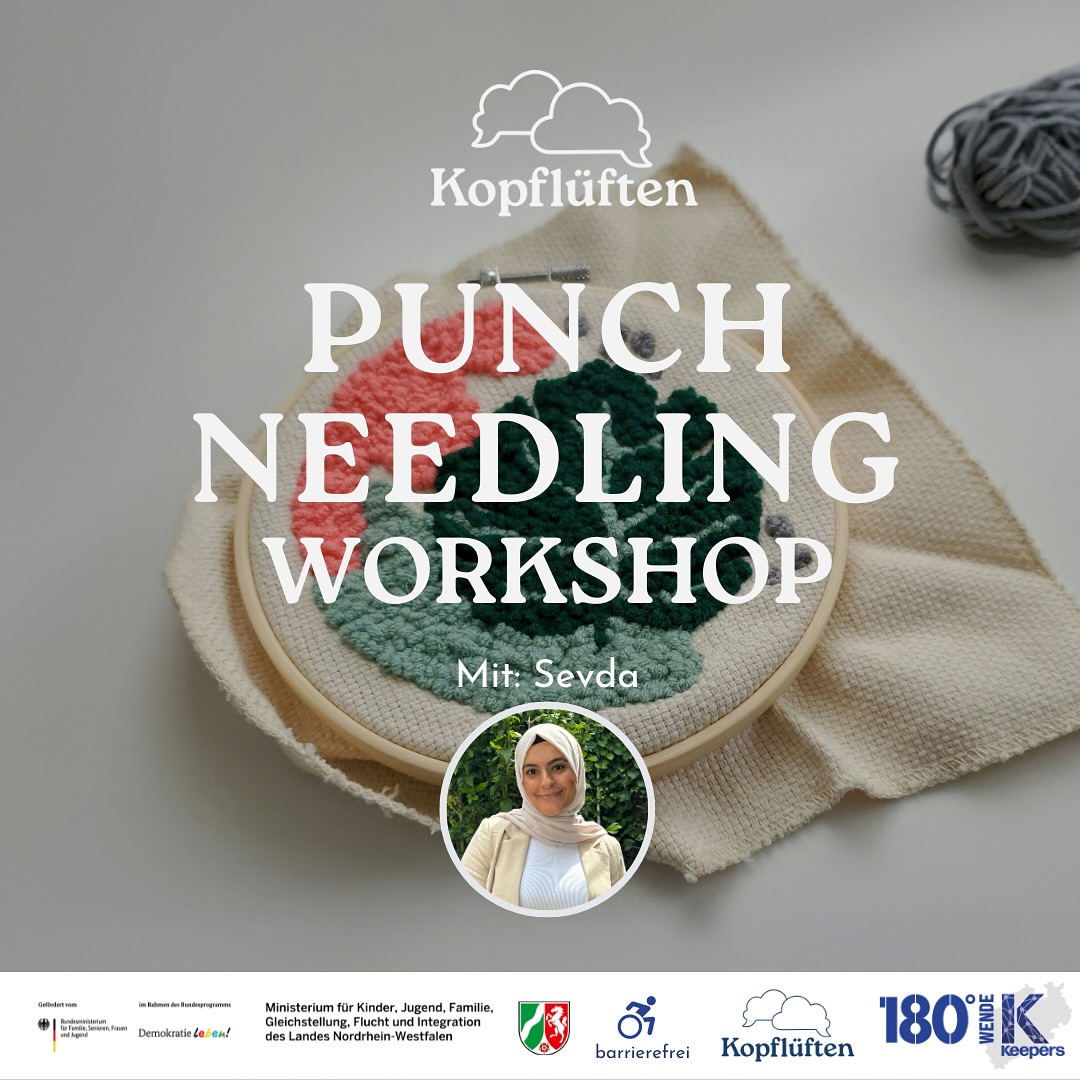 Kopflüften
PUNCH
NEEDLING
WORKSHOP
Mit: Sevda
Gefördert vom
Bundesministerium
für Familie, Senioren, Frauen
und Jugend
im Rahmen des Bundesprogramms
Demokratie leben!
Ministerium für Kinder, Jugend, Familie,
Gleichstellung, Flucht und Integration
des Landes Nordrhein-Westfalen
barrierefrei
Kopflüften
180°
WENDE
K
Keepers